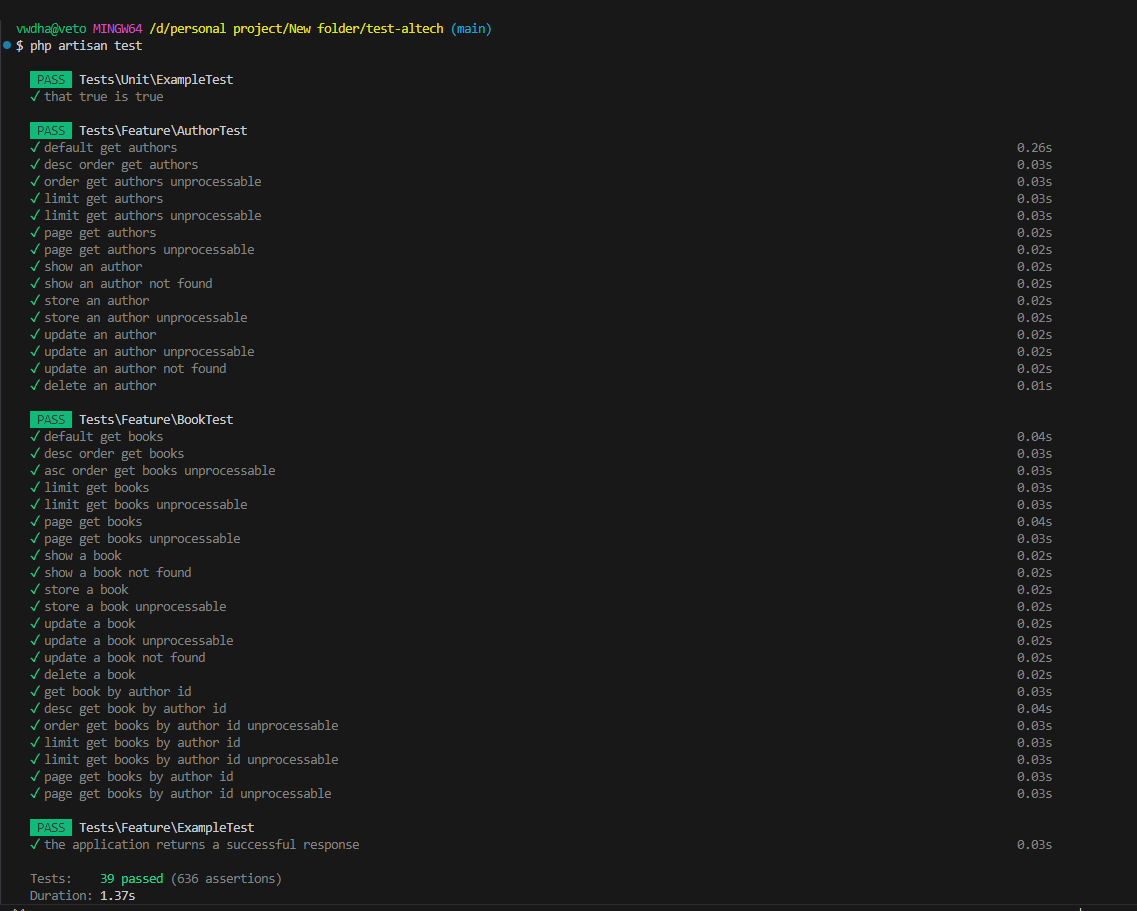 vwdha@veto MINGW64 /d/personal project/New folder/test-altech (main)
$ php artisan test
PASS Tests\Unit\ExampleTest
✓ that true is true
PASS Tests\Feature\AuthorTest
✓ default get authors 0.26s
✓ desc order get authors 0.03s
✓ order get authors unprocessable 0.03s
✓ limit get authors 0.03s
✓ limit get authors unprocessable 0.03s
✓ page get authors 0.02s
✓ page get authors unprocessable 0.02s
✓ show an author 0.02s
✓ show an author not found 0.02s
✓ store an author 0.02s
✓ store an author unprocessable 0.02s
✓ update an author 0.02s
✓ update an author unprocessable 0.02s
✓ update an author not found 0.02s
✓ delete an author 0.01s
PASS Tests\Feature\BookTest
✓ default get books 0.04s
✓ desc order get books 0.03s
✓ asc order get books unprocessable 0.03s
✓ limit get books 0.03s
✓ limit get books unprocessable 0.03s
✓ page get books 0.04s
✓ page get books unprocessable 0.03s
✓ show a book 0.02s
✓ show a book not found 0.02s
✓ store a book 0.02s
✓ store a book unprocessable 0.02s
✓ update a book 0.02s
✓ update a book unprocessable 0.02s
✓ update a book not found 0.02s
✓ delete a book 0.02s
✓ get book by author id 0.03s
✓ desc get book by author id 0.04s
✓ order get books by author id unprocessable 0.03s
✓ limit get books by author id 0.03s
✓ limit get books by author id unprocessable 0.03s
✓ page get books by author id 0.03s
✓ page get books by author id unprocessable 0.03s
PASS Tests\Feature\ExampleTest
✓ the application returns a successful response 0.03s
Tests: 39 passed (636 assertions)
Duration: 1.37s